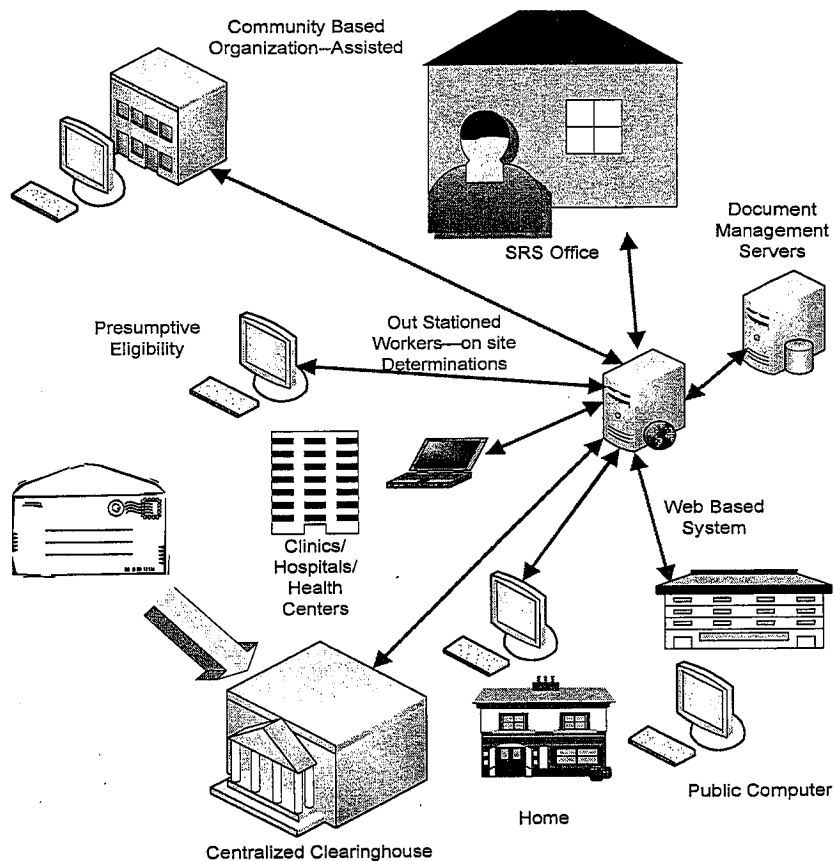 Community Based
Organization--Assisted
SRS Office
Document
Management
Servers
Presumptive
Eligibility
Out Stationed
Workers—on site
Determinations
Clinics/
Hospitals/
Health
Centers
Web Based
System
Home
Public Computer
Centralized Clearinghouse